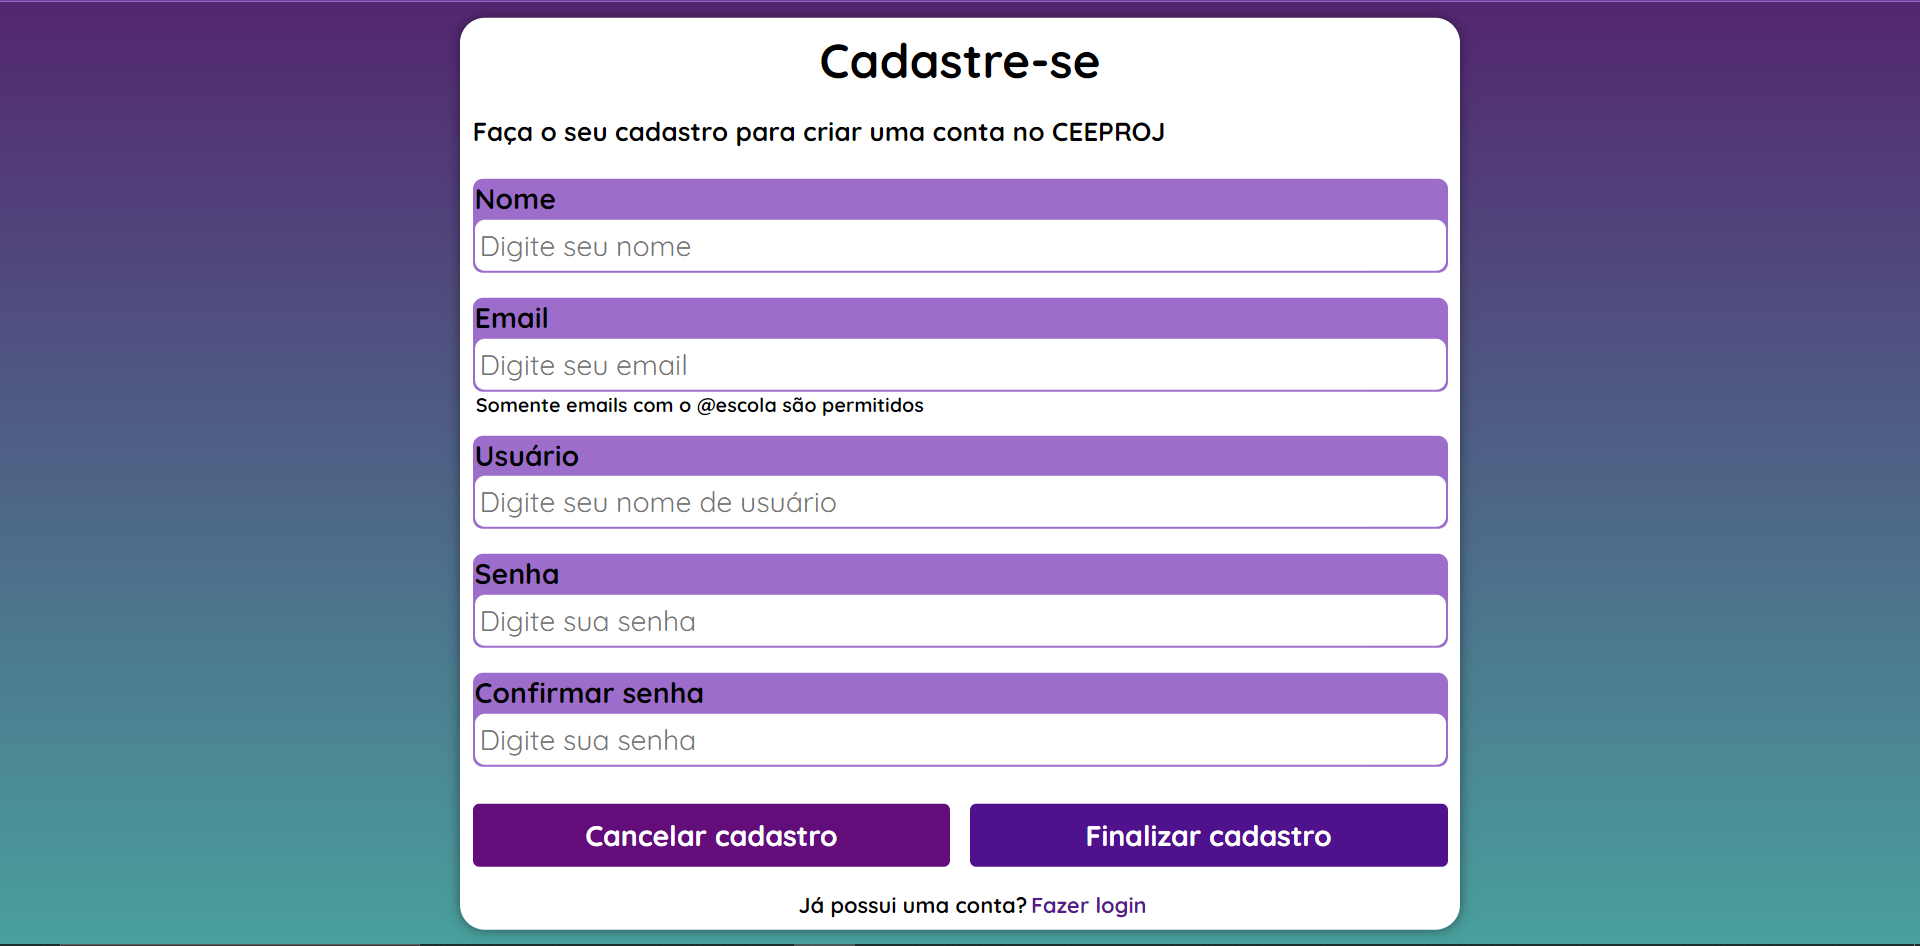 Cadastre-se
Faça o seu cadastro para criar uma conta no CEEPROJ
Nome
Digite seu nome
Email
Digite seu email
Somente emails com o @escola são permitidos
Usuário
Digite seu nome de usuário
Senha
Digite sua senha
Confirmar senha
Digite sua senha
Cancelar cadastro Finalizar cadastro
Já possui uma conta? Fazer login